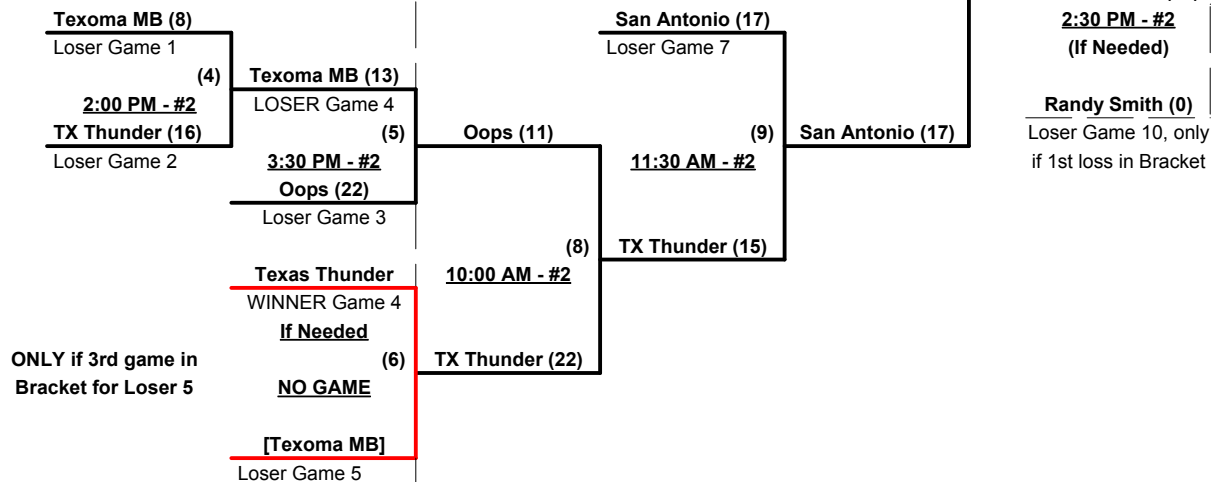 Texoma MB (8)
Loser Game 1
(4)
2:00 PM - #2
TX Thunder (16)
Loser Game 2
Texoma MB (13)
LOSER Game 4
(5)
3:30 PM - #2
Oops (22)
Loser Game 3
Texas Thunder
WINNER Game 4
If Needed
(6)
NO GAME
[Texoma MB]
Loser Game 5
ONLY if 3rd game in
Bracket for Loser 5
Oops (11)
(8)
10:00 AM - #2
TX Thunder (22)
San Antonio (17)
Loser Game 7
(9)
11:30 AM - #2
TX Thunder (15)
San Antonio (17)
2:30 PM - #2
(If Needed)
Randy Smith (0)
Loser Game 10, only
if 1st loss in Bracket